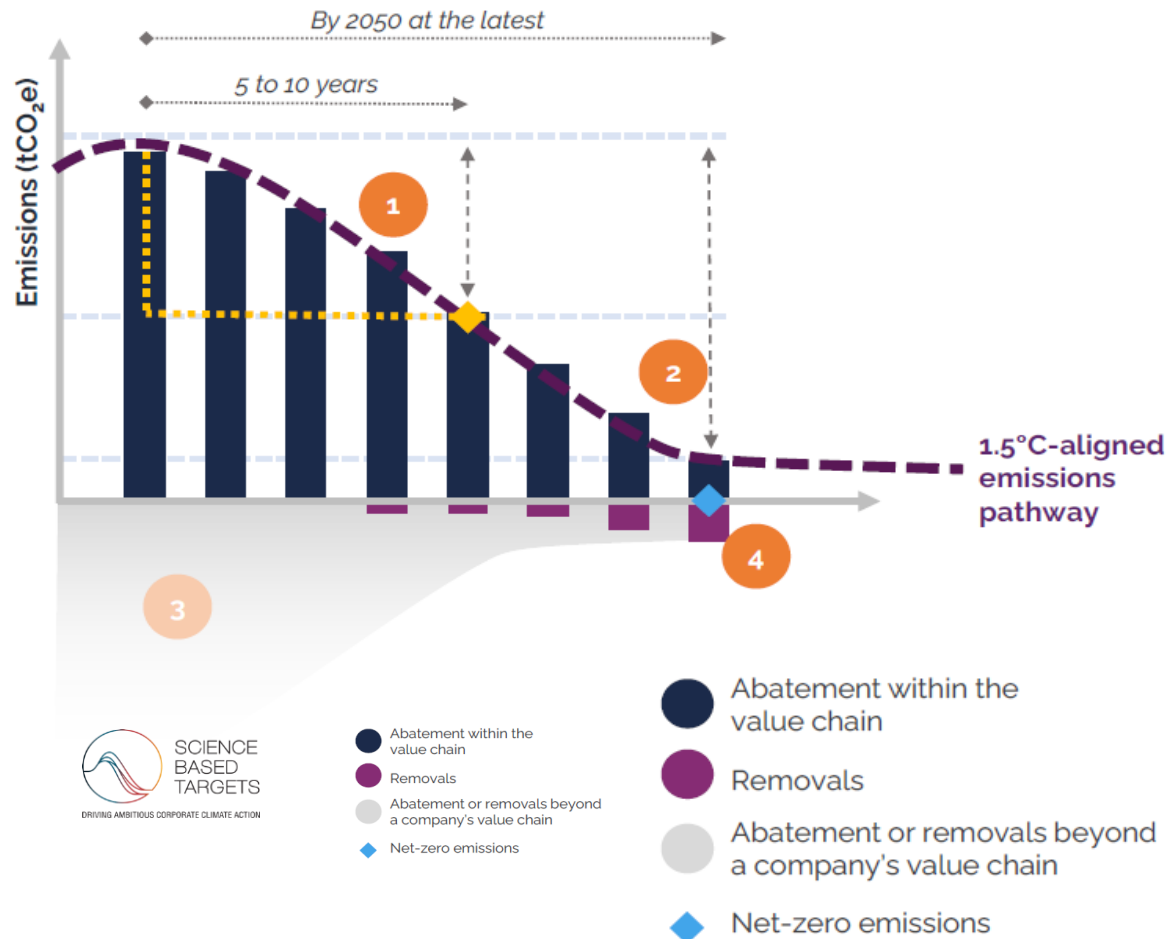 By 2050 at the latest
5 to 10 years
Emissions (tCO₂e)
1
2
1.5°C-aligned
emissions
pathway
3
4
SCIENCE
BASED
TARGETS
DRIVING AMBITIOUS CORPORATE CLIMATE ACTION
Abatement within the
value chain
Removals
Abatement or removals beyond
a company's value chain
Net-zero emissions
Abatement within the
value chain
Removals
Abatement or removals beyond
a company's value chain
Net-zero emissions